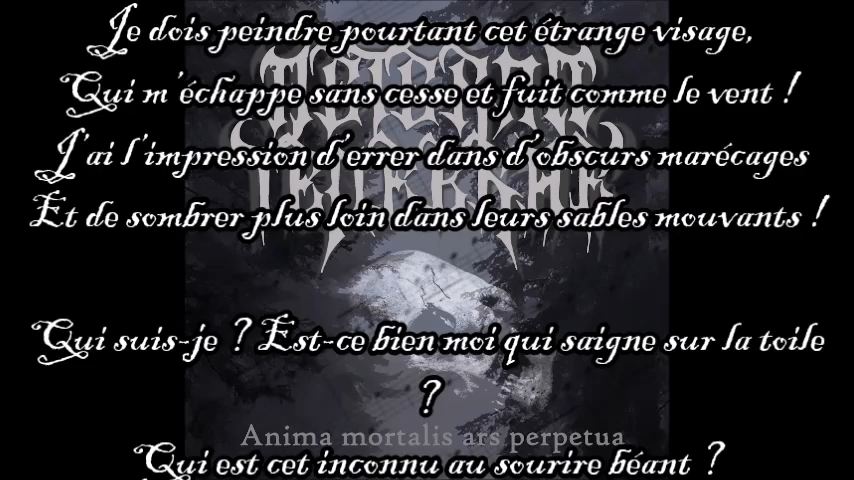 Je dois peindre pourtant cet étrange visage,
Qui m'échappe sans cesse et fuit comme le vent !
J'ai l'impression d'errer dans d'obscurs marécages
Et de sombrer plus loin dans leurs sables mouvants !
Qui suis-je ? Est-ce bien moi qui saigne sur la toile
?
Anima mortalis ars perpetua
Qui est cet inconnu au sourire béant ?